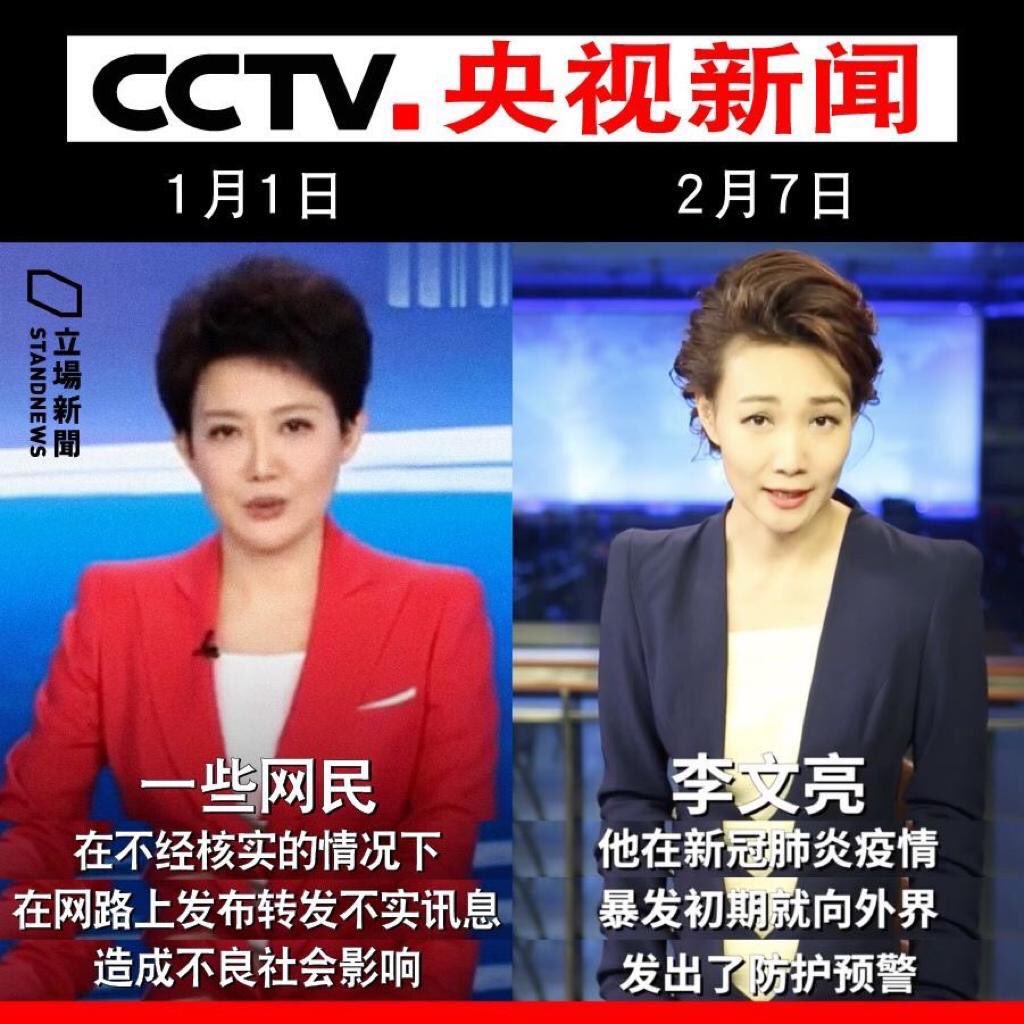 CCTV.央视新闻
1月1日
2月7日
立場新聞
STANDNEWS
一些网民
在不经核实的情况下
在网路上发布转发不实讯息
造成不良社会影响
李文亮
他在新冠肺炎疫情
暴发初期就向外界
发出了防护预警